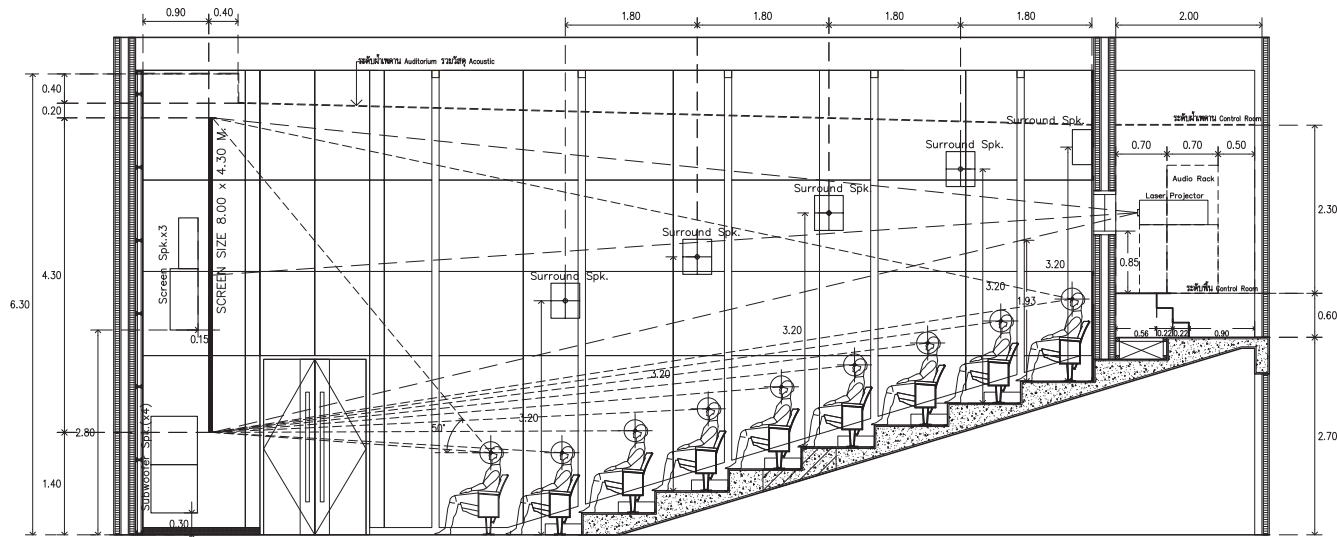 0.90
0.40
1.80
1.80
1.80
1.80
2.00
0.40
0.20
ระดับฝ้าเพดาน Auditorium รวมวัสดุ Acoustic
Surround Spk.
ระดับฝ้าเพดาน Control Room
Surround Spk.
0.70
0.70
0.50
Audio Rack
Laser Projector
Surround Spk.
Surround Spk.
Surround Spk.
Screen Spk.x3
SCREEN SIZE 8.00 x 4.30 M.
2.30
0.85
3.20
3.20
1.93
ระดับพื้น Control Room
4.30
6.30
0.15
0.60
0.56
0.22
0.22
0.90
3.20
3.20
3.20
50°
2.80
Subwoofer Spk.(x4)
1.40
0.30
2.70